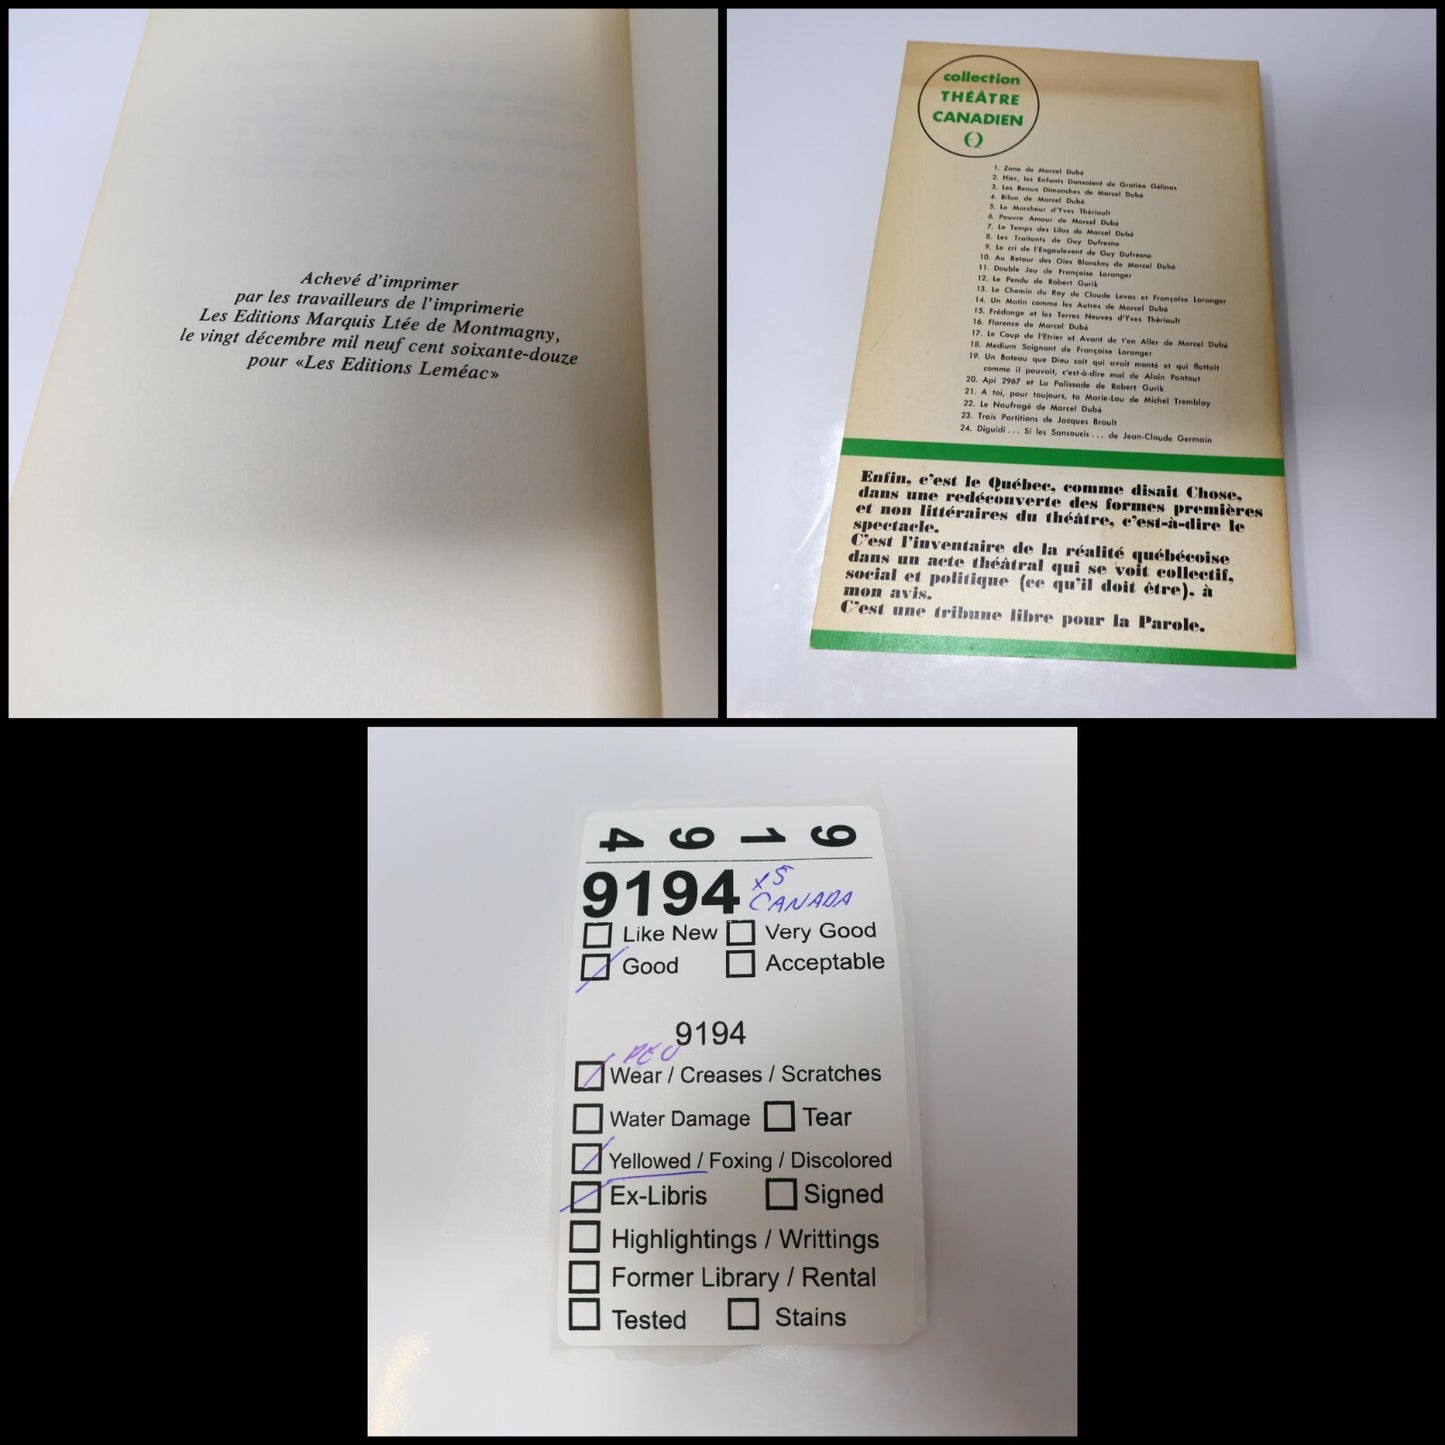 Achevé d'imprimer
par les travailleurs de l'imprimerie
Les Editions Marquis Ltée de Montmagny,
le vingt décembre mil neuf cent soixante-douze
pour «Les Editions Leméac»
collection
THÉÂTRE
CANADIEN
1. Zone de Marcel Dubé
2. Hier, les Enfants Dansaient de Gratien Gélinas
3. Les Beaux Dimanches de Marcel Dubé
4. Bilan de Marcel Dubé
5. Le Marcheur d'Yves Thériault
6. Pauvre Amour de Marcel Dubé
7. Le Temps des Lilas de Marcel Dubé
8. Les Traitants de Guy Dufresne
9. Le cri de l'Engoulevent de Guy Dufresne
10. Au Retour des Oies Blanches de Marcel Dubé
11. Double Jeu de Françoise Loranger
12. Le Pendu de Robert Gurik
13. Le Chemin du Roy de Claude Levac et Françoise Loranger
14. Un Matin comme les Autres de Marcel Dubé
15. Frédange et les Terres Neuves d'Yves Thériault
16. Florence de Marcel Dubé
17. Le Coup de l'Etrier et Avant de t'en Aller de Marcel Dubé
18. Medium Saignant de Françoise Loranger
19. Un Bateau que Dieu sait qui avait monté et qui flottait
comme il pouvait, c'est-à-dire mal de Alain Pontaut
20. Api 2967 et La Palissade de Robert Gurik
21. A toi, pour toujours, ta Marie-Lou de Michel Tremblay
22. Le Naufragé de Marcel Dubé
23. Trois Partitions de Jacques Brault
24. Diguidi... Si les Sansoucis... de Jean-Claude Germain
Enfin, c'est le Québec, comme disait Chose,
dans une redécouverte des formes premières
et non littéraires du théâtre, c'est-à-dire le
spectacle.
C'est l'inventaire de la réalité québécoise
dans un acte théâtral qui se voit collectif,
social et politique (ce qu'il doit être), à
mon avis.
C'est une tribune libre pour la Parole.
9194
9194 x5
CANADA
Like New Very Good
Good Acceptable
9194
PEU
Wear / Creases / Scratches
Water Damage Tear
Yellowed / Foxing / Discolored
Ex-Libris Signed
Highlightings / Writtings
Former Library / Rental
Tested Stains